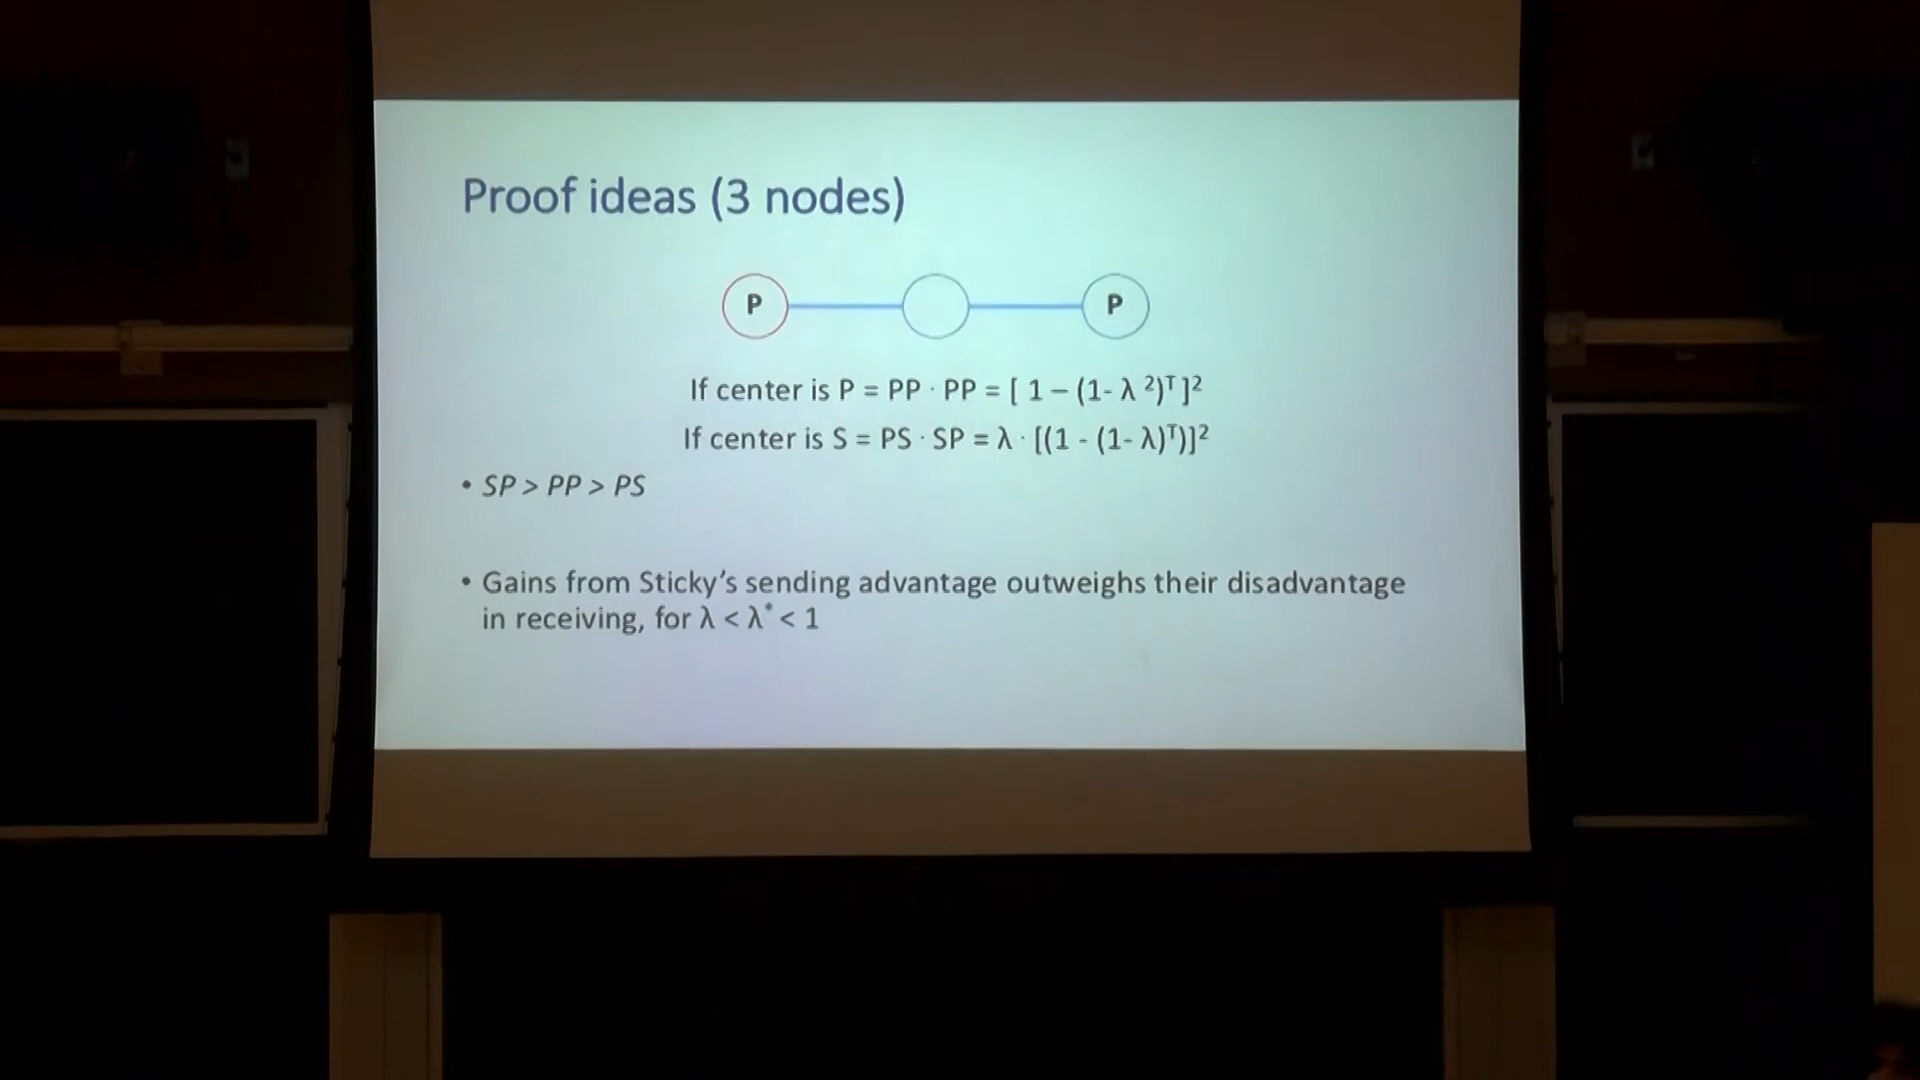 Proof ideas (3 nodes)
P P
If center is P = PP · PP = [ 1 – (1- λ ²)ᵀ ]²
If center is S = PS · SP = λ · [(1 - (1- λ)ᵀ)]²
• SP > PP > PS
• Gains from Sticky’s sending advantage outweighs their disadvantage
in receiving, for λ < λ* < 1